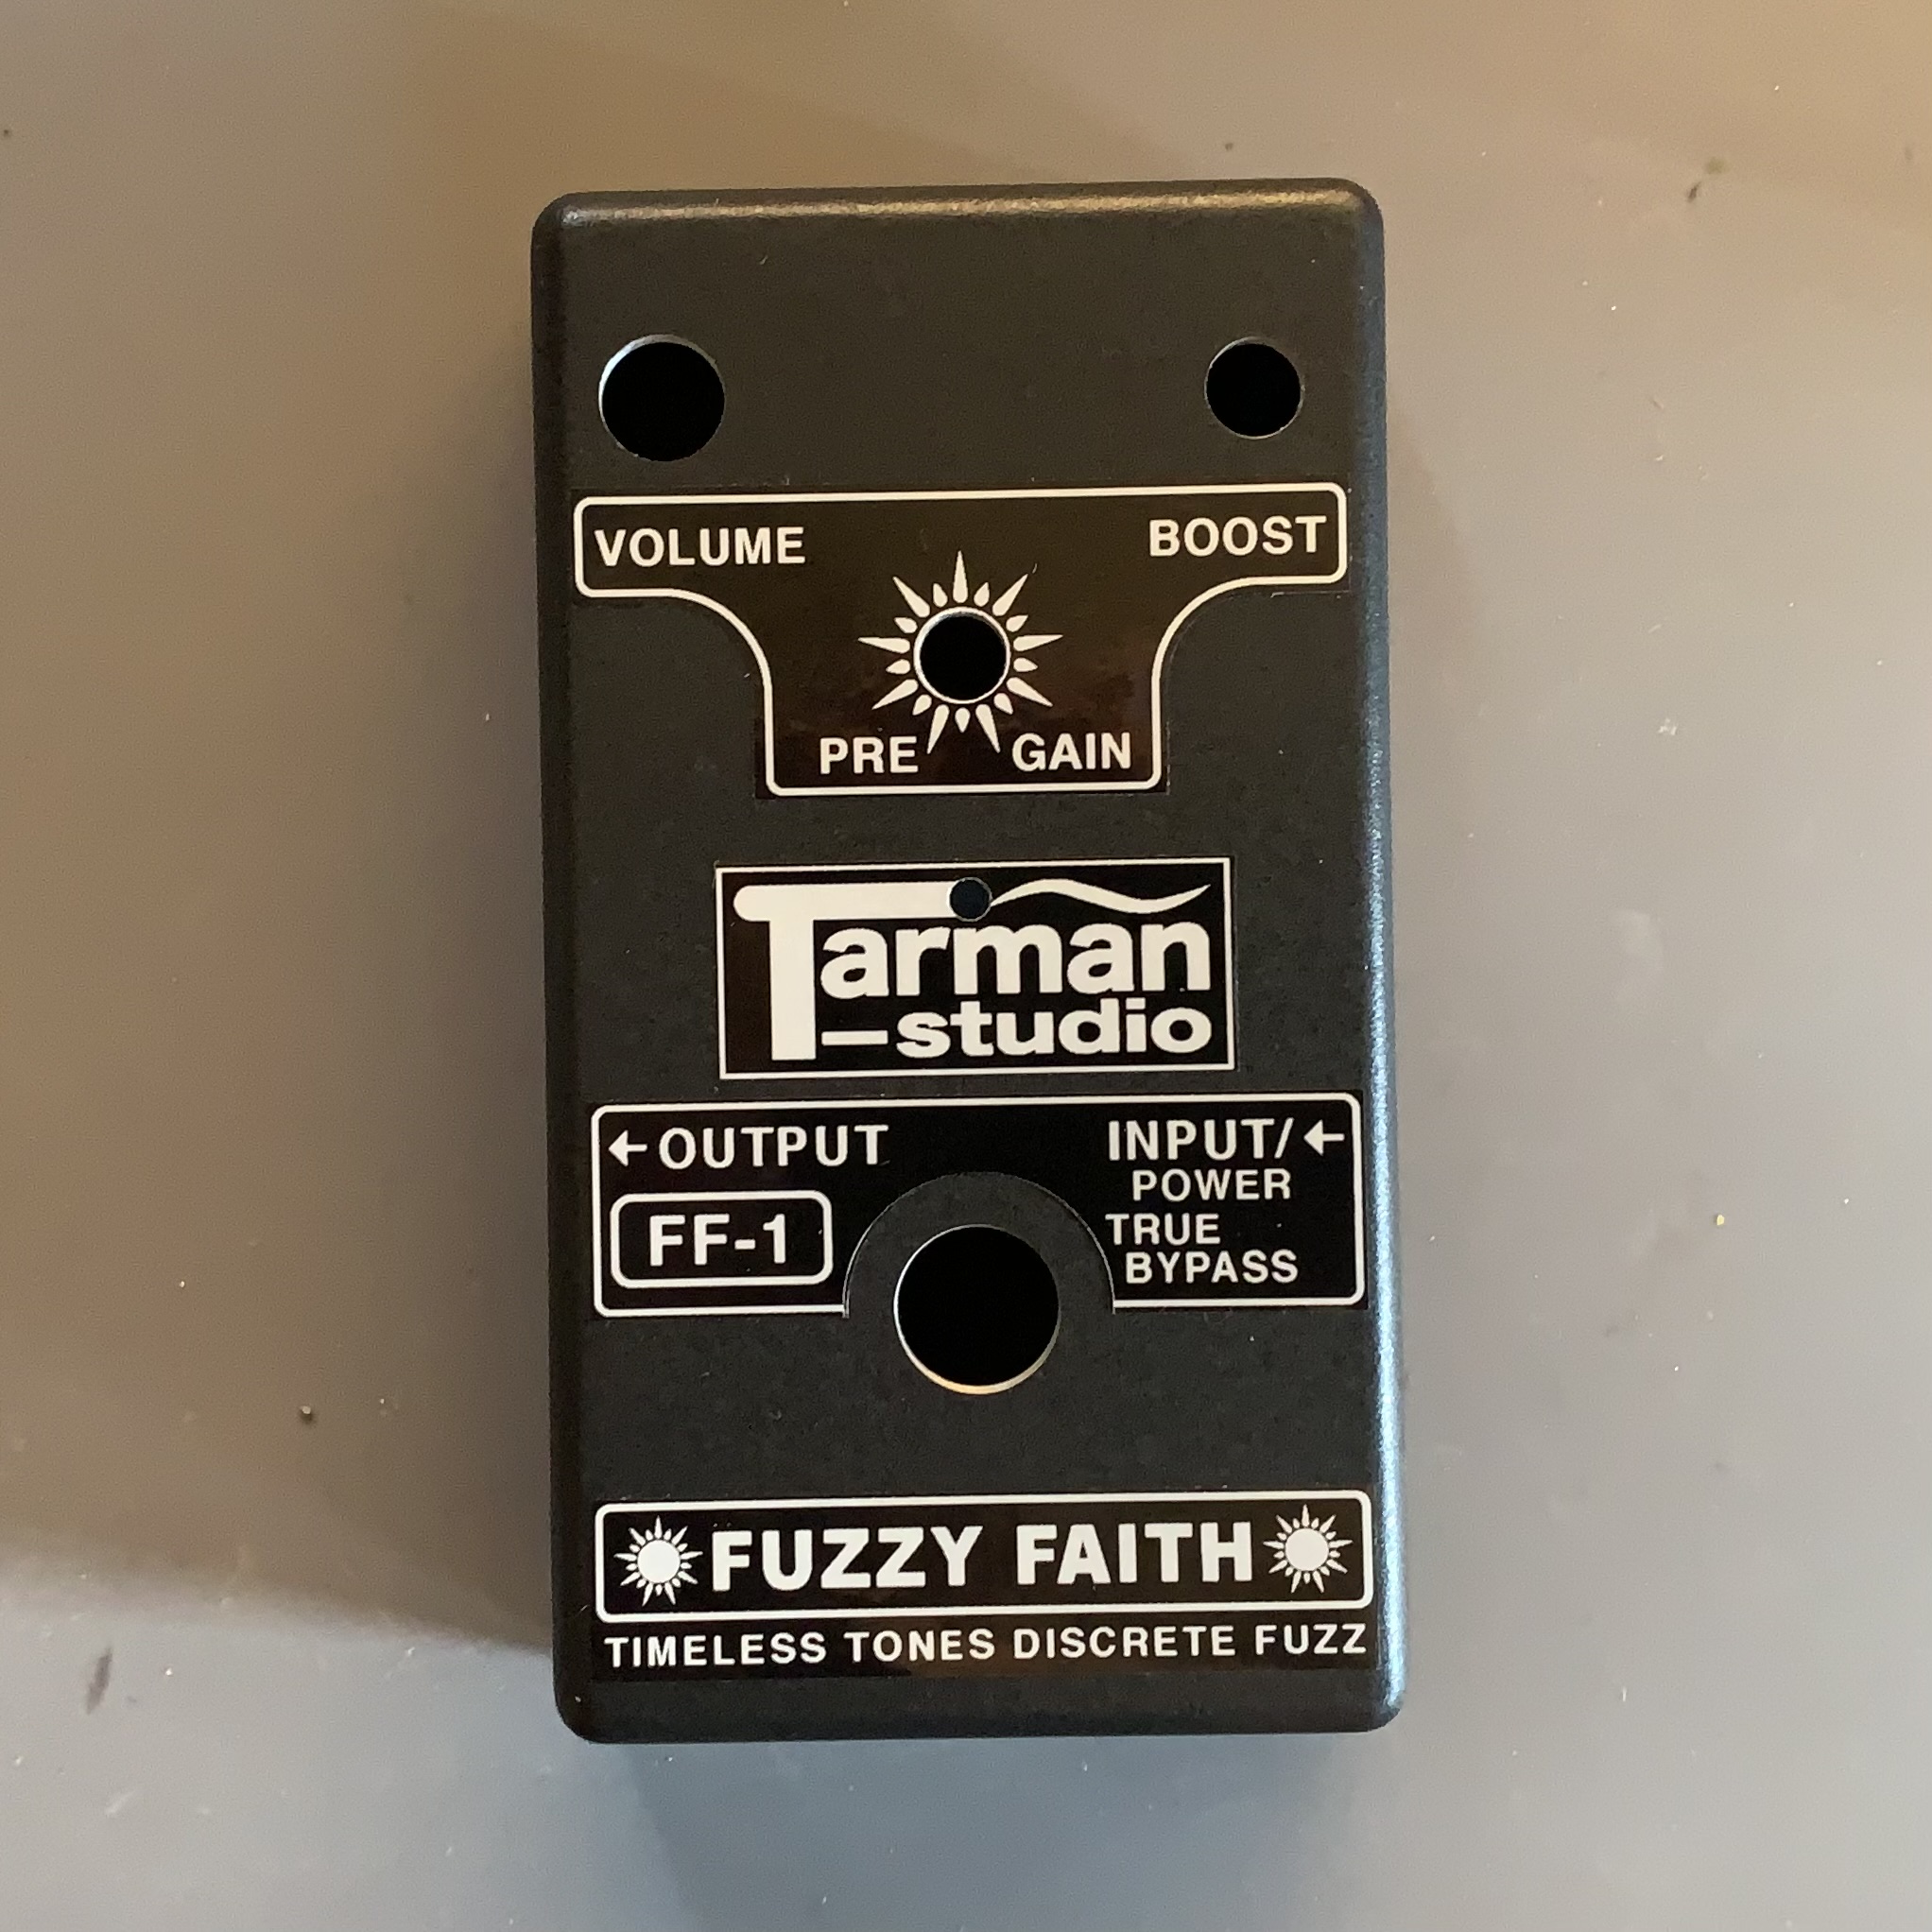 VOLUME BOOST
PRE GAIN
Tarman
-studio
←OUTPUT INPUT/←
POWER
FF-1 TRUE
BYPASS
FUZZY FAITH
TIMELESS TONES DISCRETE FUZZ